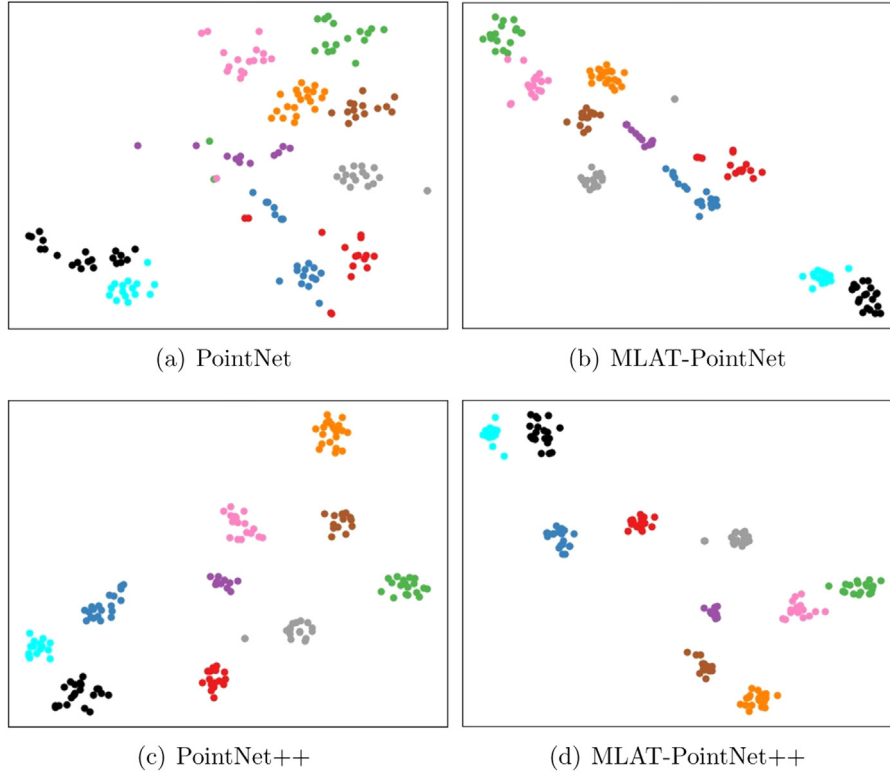 (a) PointNet
(b) MLAT-PointNet
(c) PointNet++
(d) MLAT-PointNet++